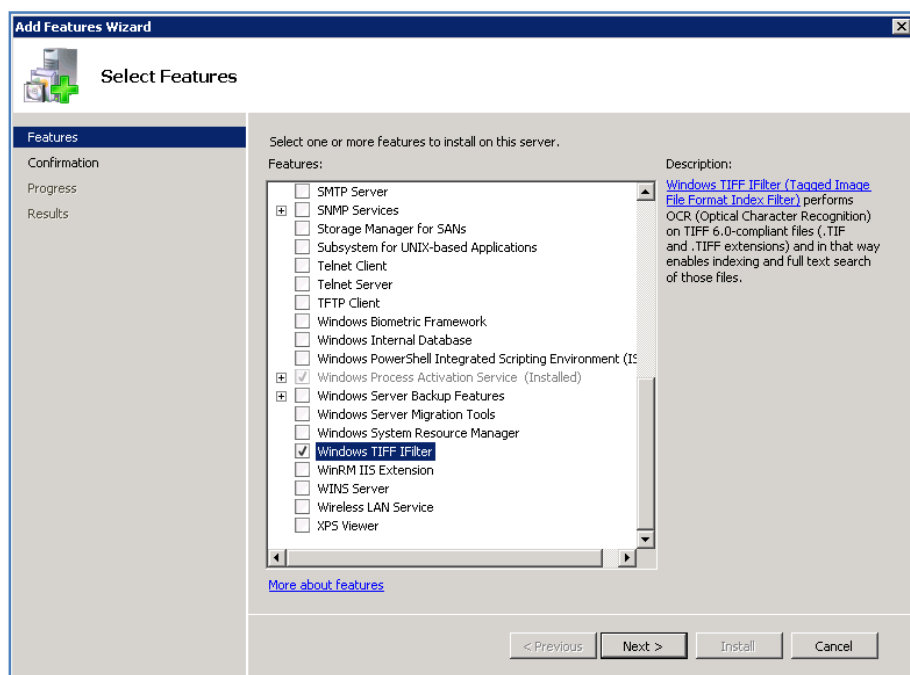 Add Features Wizard
Select Features
Features
Confirmation
Progress
Results
Select one or more features to install on this server.
Features:
SMTP Server
SNMP Services
Storage Manager for SANs
Subsystem for UNIX-based Applications
Telnet Client
Telnet Server
TFTP Client
Windows Biometric Framework
Windows Internal Database
Windows PowerShell Integrated Scripting Environment (IS
Windows Process Activation Service (Installed)
Windows Server Backup Features
Windows Server Migration Tools
Windows System Resource Manager
Windows TIFF IFilter
WinRM IIS Extension
WINS Server
Wireless LAN Service
XPS Viewer
More about features
Description:
Windows TIFF IFilter (Tagged Image
File Format Index Filter) performs
OCR (Optical Character Recognition)
on TIFF 6.0-compliant files (.TIF
and .TIFF extensions) and in that way
enables indexing and full text search
of those files.
< Previous
Next >
Install
Cancel